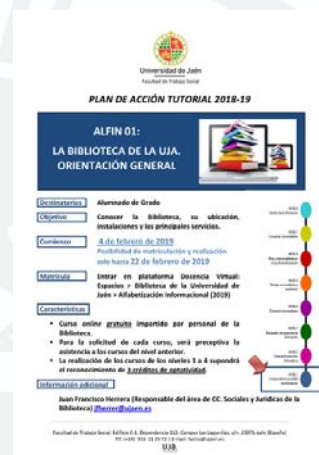 Universidad de Jaén
Facultad de Trabajo Social
PLAN DE ACCIÓN TUTORIAL 2018-19
ALFIN 01:
LA BIBLIOTECA DE LA UJA.
ORIENTACIÓN GENERAL
Destinatarios Alumnado de Grado
Objetivo Conocer la Biblioteca, su ubicación,
instalaciones y los principales servicios.
Comienzo 4 de febrero de 2019
Posibilidad de matriculación y realización
solo hasta 22 de febrero de 2019
Matrícula Entrar en plataforma Docencia Virtual:
Espacios > Biblioteca de la Universidad de
Jaén > Alfabetización Informacional (2019)
Características
• Curso online gratuito impartido por personal de la
Biblioteca.
• Para la solicitud de cada curso, será preceptiva la
asistencia a los cursos del nivel anterior.
• La realización de los cursos de los niveles 1 a 4 supondrá
el reconocimiento de 3 créditos de optatividad.
Información adicional
Juan Francisco Herrera (Responsable del área de CC. Sociales y Jurídicas de la
Biblioteca) jherrer@ujaen.es
UJA